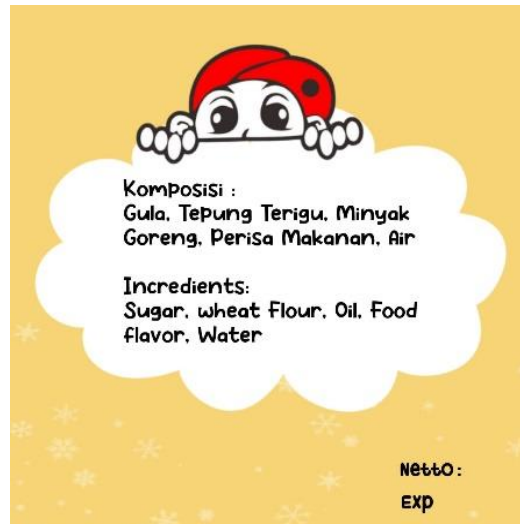 Komposisi :
Gula, Tepung Terigu, Minyak
Goreng, Perisa Makanan, Air
Incredients:
Sugar, wheat Flour, Oil, Food
flavor, Water
Netto :
Exp